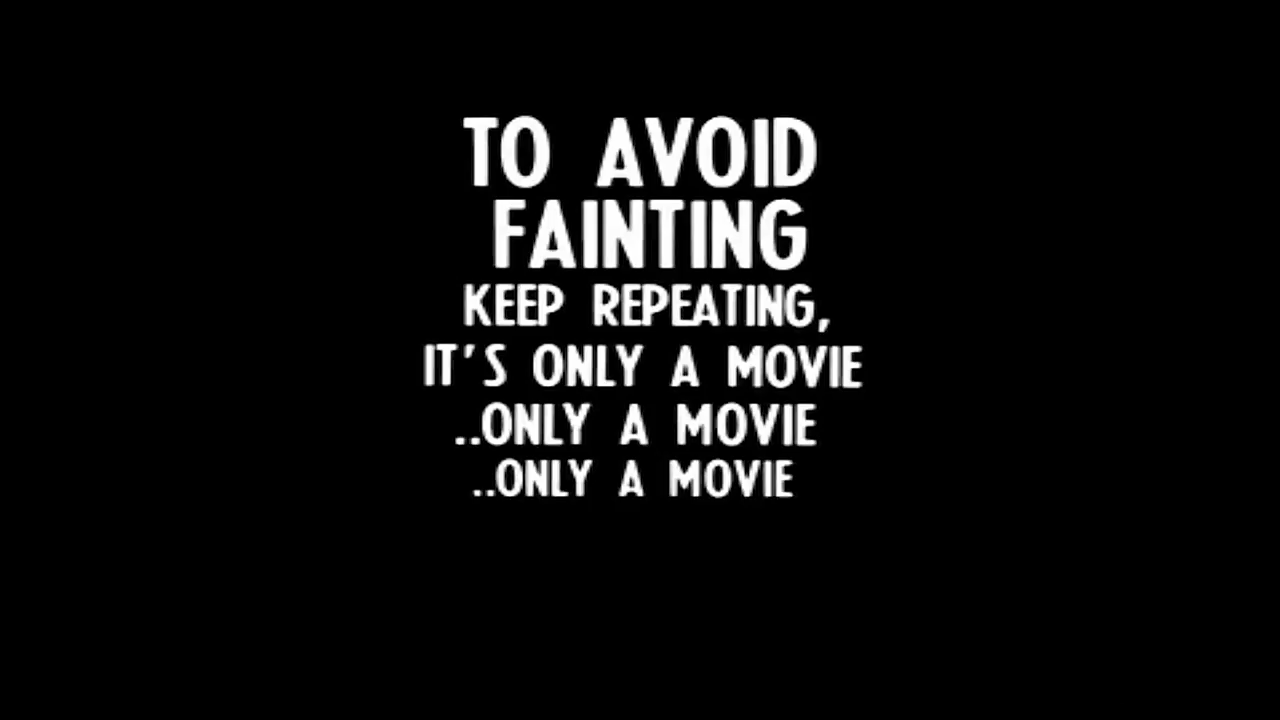 TO AVOID
FAINTING
KEEP REPEATING,
IT'S ONLY A MOVIE
..ONLY A MOVIE
..ONLY A MOVIE